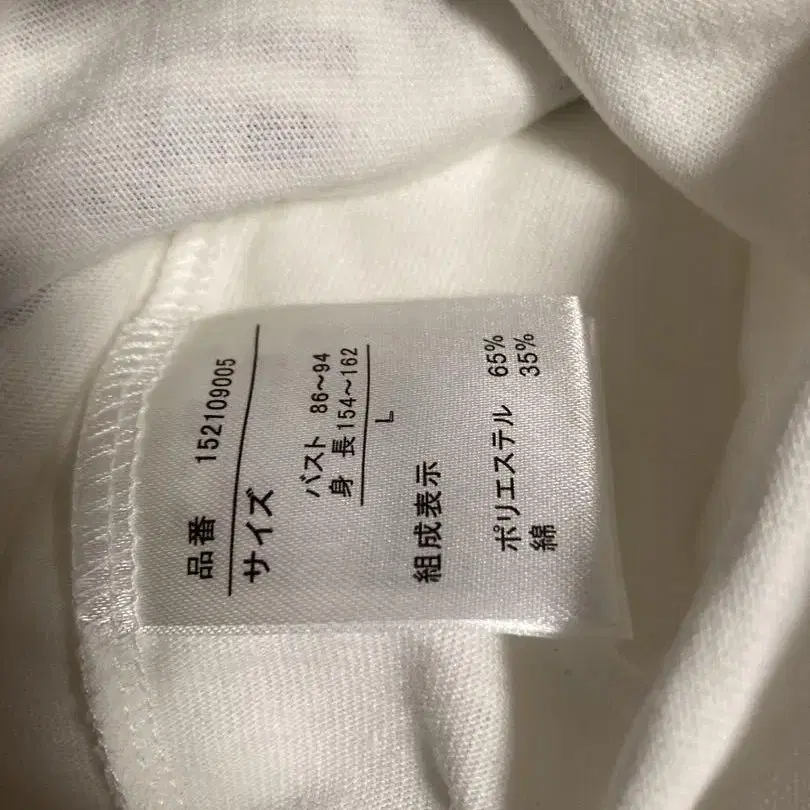 品番 152109005
サイズ
バスト 86～94
身 長 154～162
L
組成表示
ポリエステル 65%
綿 35%